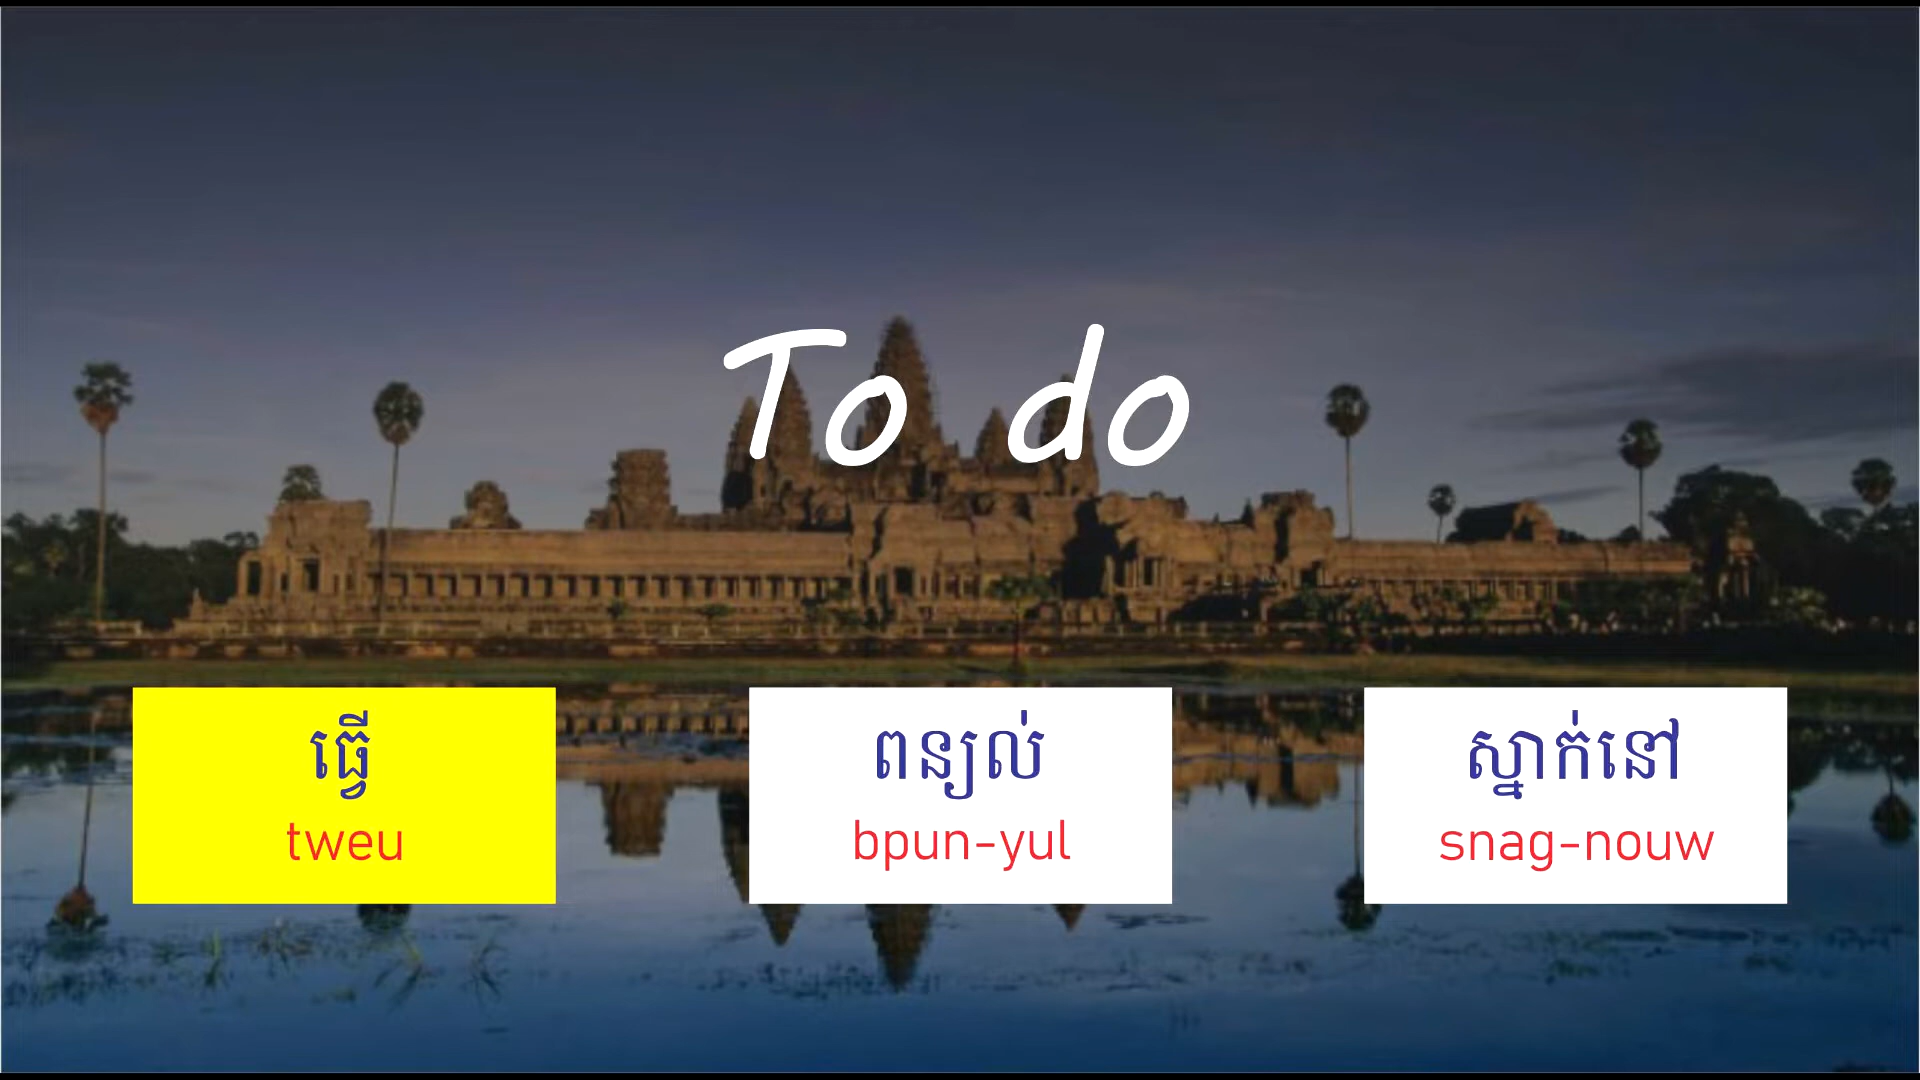 To do
ធ្វើ
tweu
ពន្យល់
bpun-yul
ស្នាក់នៅ
snag-nouw